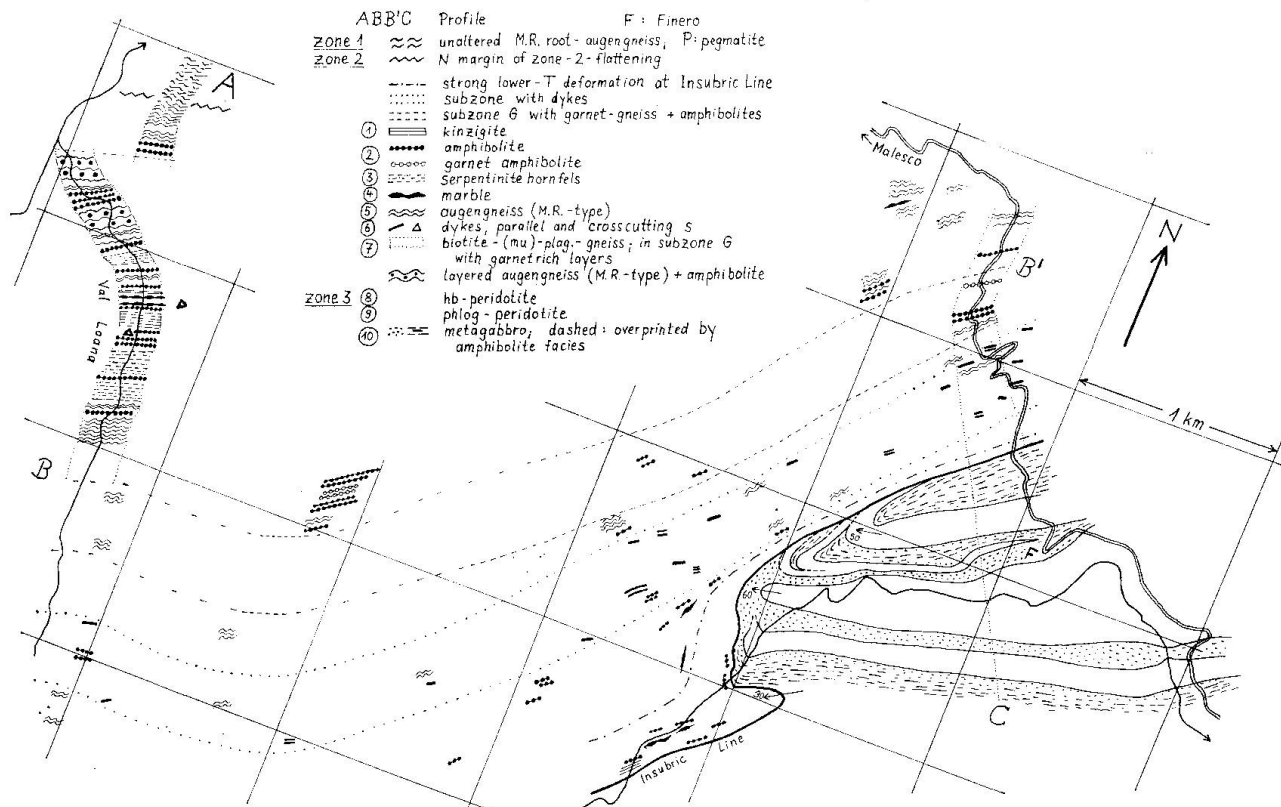 ABB'C Profile F : Finero
zone 1 unaltered M.R. root-augengneiss, P: pegmatite
zone 2 N margin of zone-2-flattening
strong lower-T deformation at Insubric Line
subzone with dykes
subzone G with garnet-gneiss + amphibolites
① kinzigite
② amphibolite
garnet amphibolite
③ serpentinite hornfels
④ marble
⑤ augengneiss (M.R.-type)
⑥ dykes, parallel and crosscutting s
⑦ biotite-(mu)-plag.-gneiss; in subzone G
with garnetrich layers
layered augengneiss (M.R.-type) + amphibolite
zone 3 ⑧ hb-peridotite
⑨ phlog-peridotite
⑩ metagabbro; dashed: overprinted by
amphibolite facies
A
Malesco
N
B'
Val Loana
1 km
B
50
F
60
30
C
Insubric Line